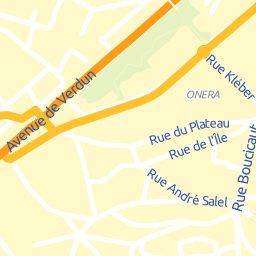 Avenue de Verdun
Rue Kléber
ONERA
Rue du Plateau
Rue de l'Île
Rue André Salel
Rue Boucicaut